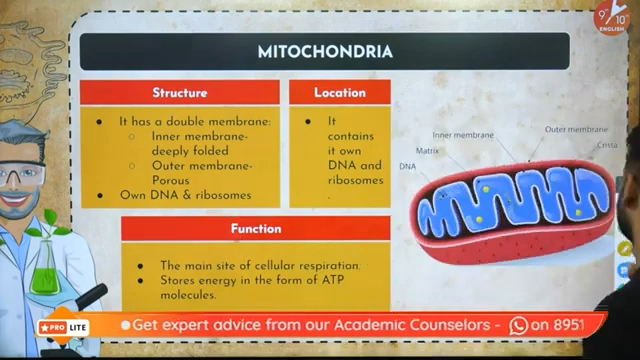 9th 10th
ENGLISH
MITOCHONDRIA
Structure
It has a double membrane:
Inner membrane-
deeply folded
Outer membrane-
Porous
Own DNA & ribosomes
Location
It
contains
it own
DNA and
ribosomes
.
Inner membrane
Outer membrane
Matrix
Crista
DNA
Function
The main site of cellular respiration.
Stores energy in the form of ATP
molecules.
PRO LITE
Get expert advice from our Academic Counselors - on 8951